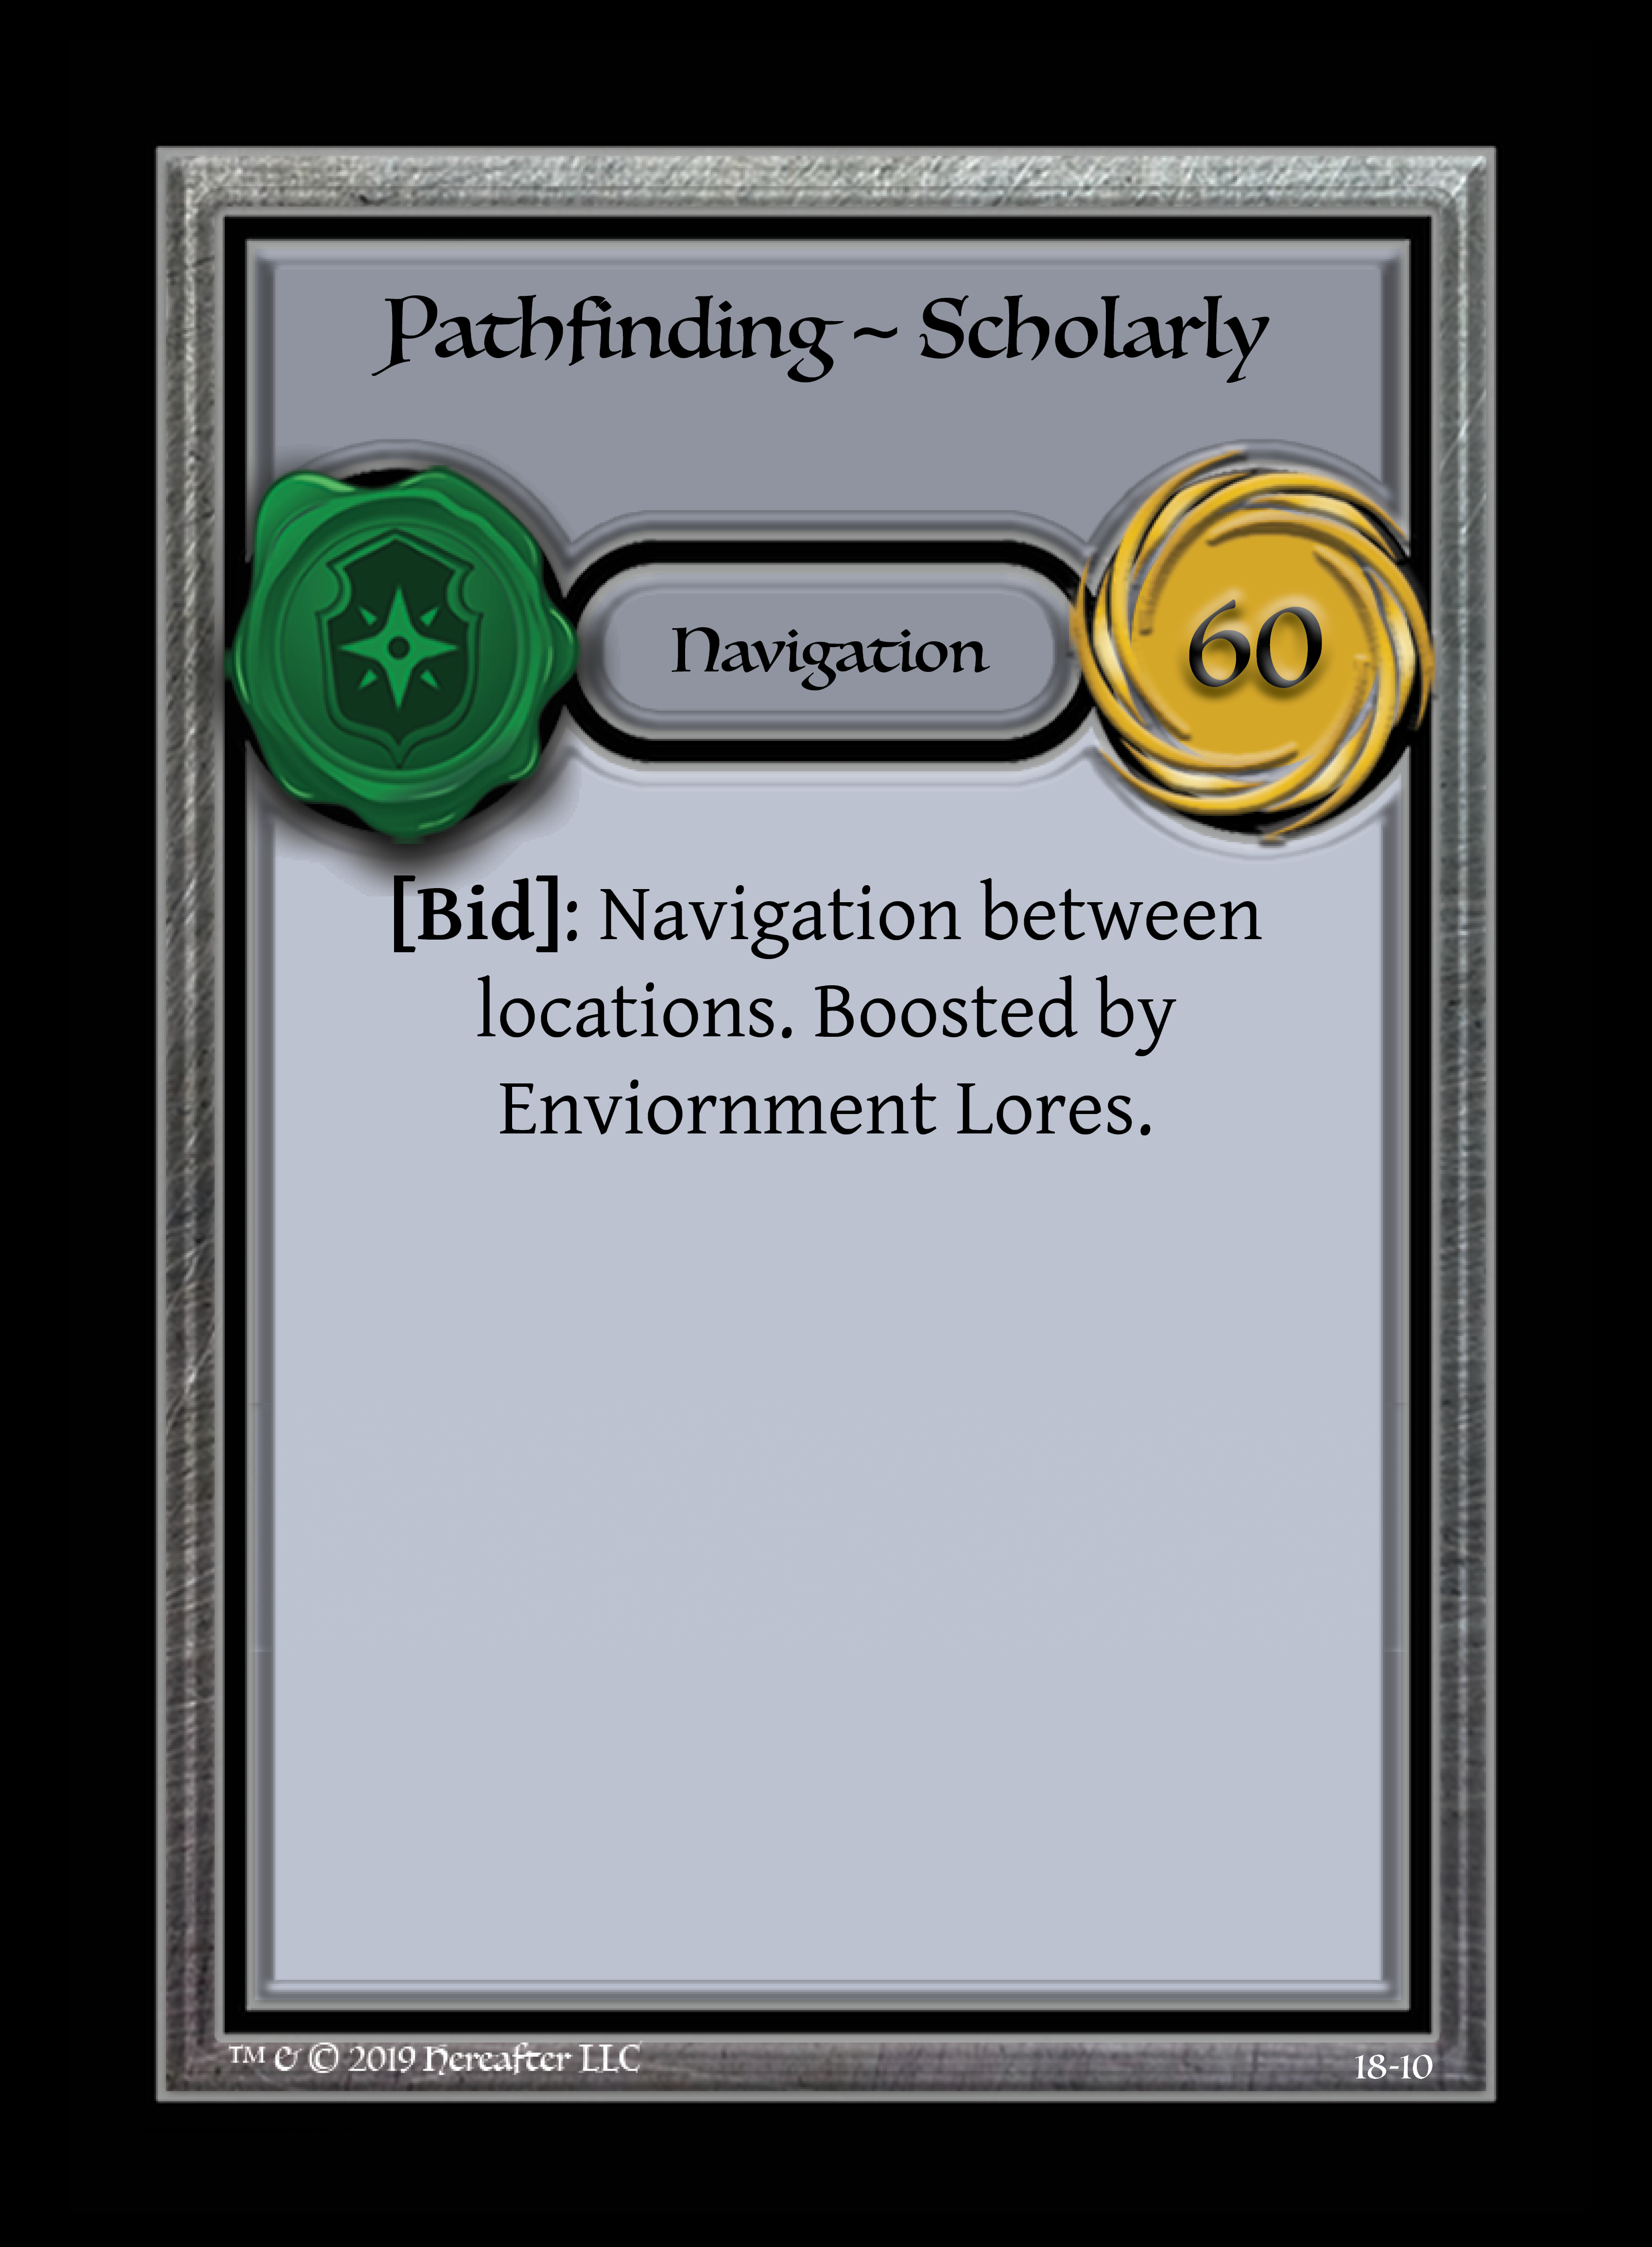 Pathfinding ~ Scholarly
Navigation
60
[Bid]: Navigation between
locations. Boosted by
Enviornment Lores.
™ & © 2019 Hereafter LLC
18-10